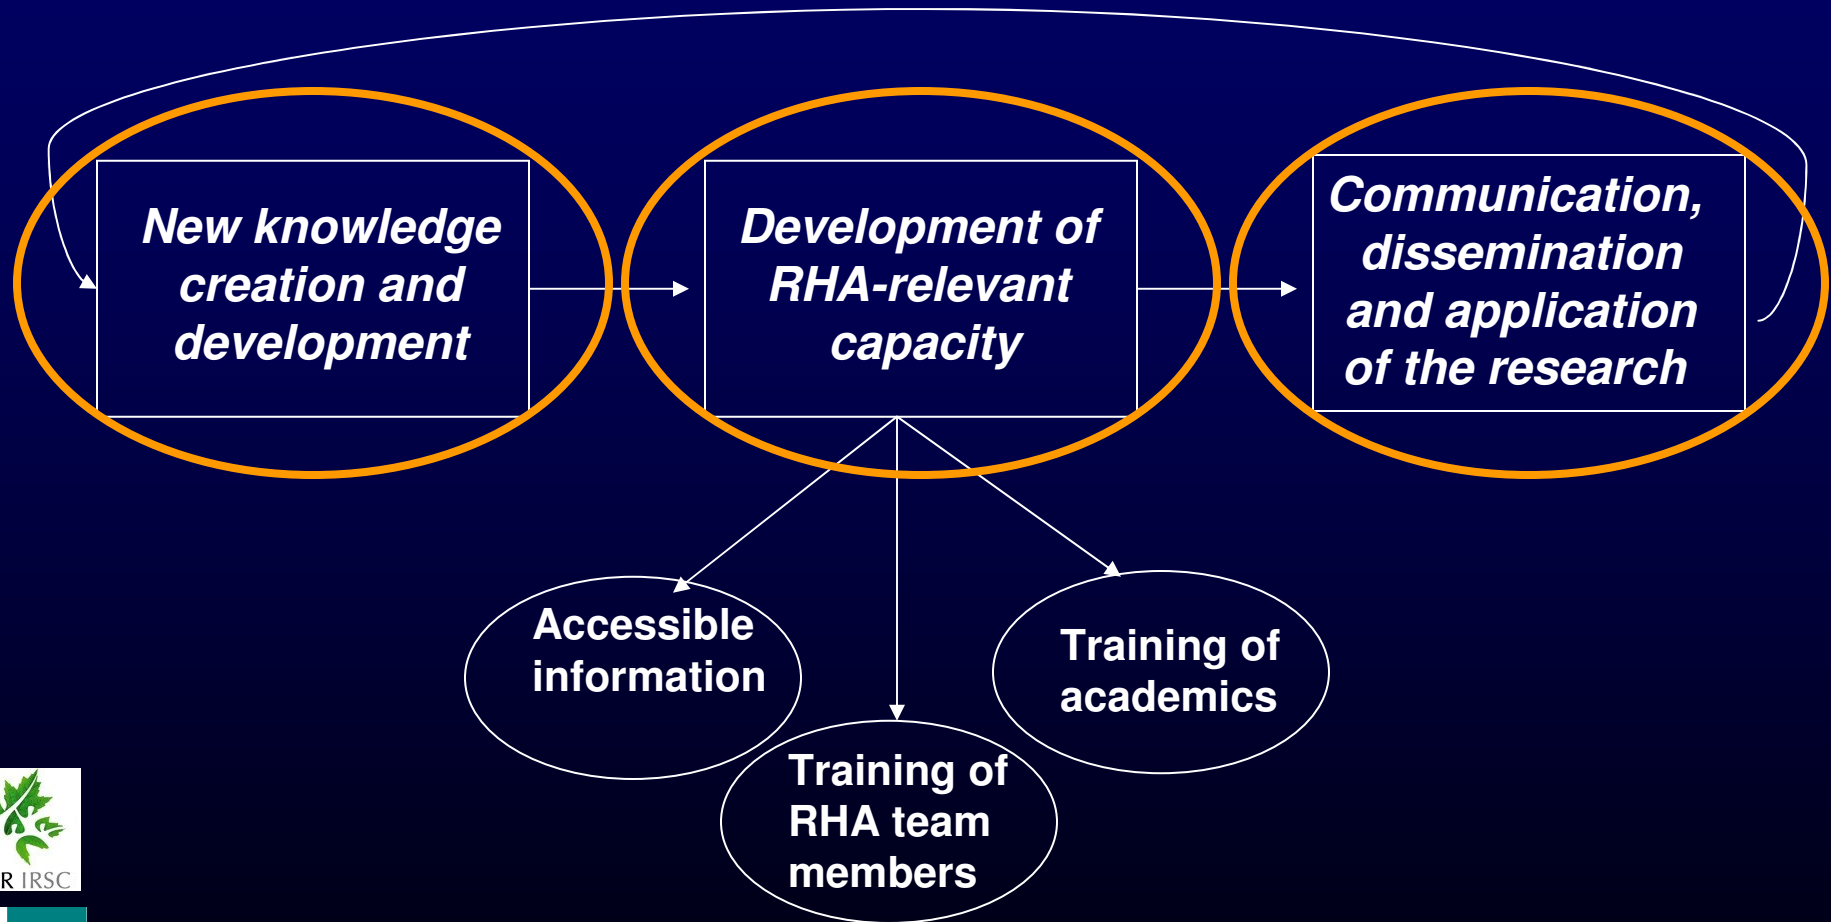 New knowledge
creation and
development
Development of
RHA-relevant
capacity
Communication,
dissemination
and application
of the research
Accessible
information
Training of
RHA team
members
Training of
academics
R IRSC